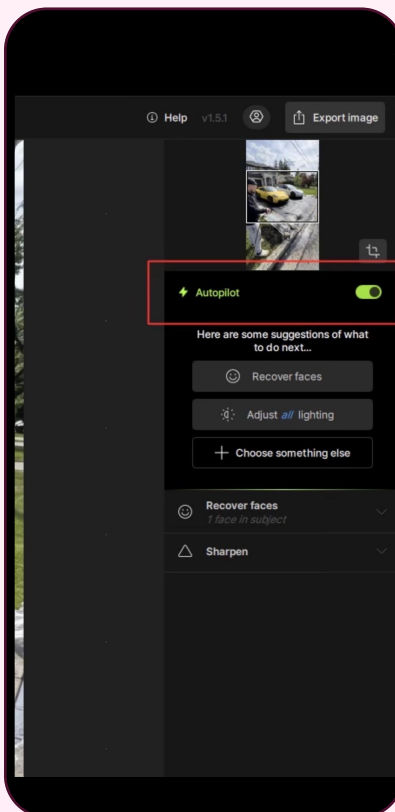 Help v1.5.1 Export image
Autopilot
Here are some suggestions of what
to do next...
Recover faces
Adjust all lighting
Choose something else
Recover faces
1 face in subject
Sharpen